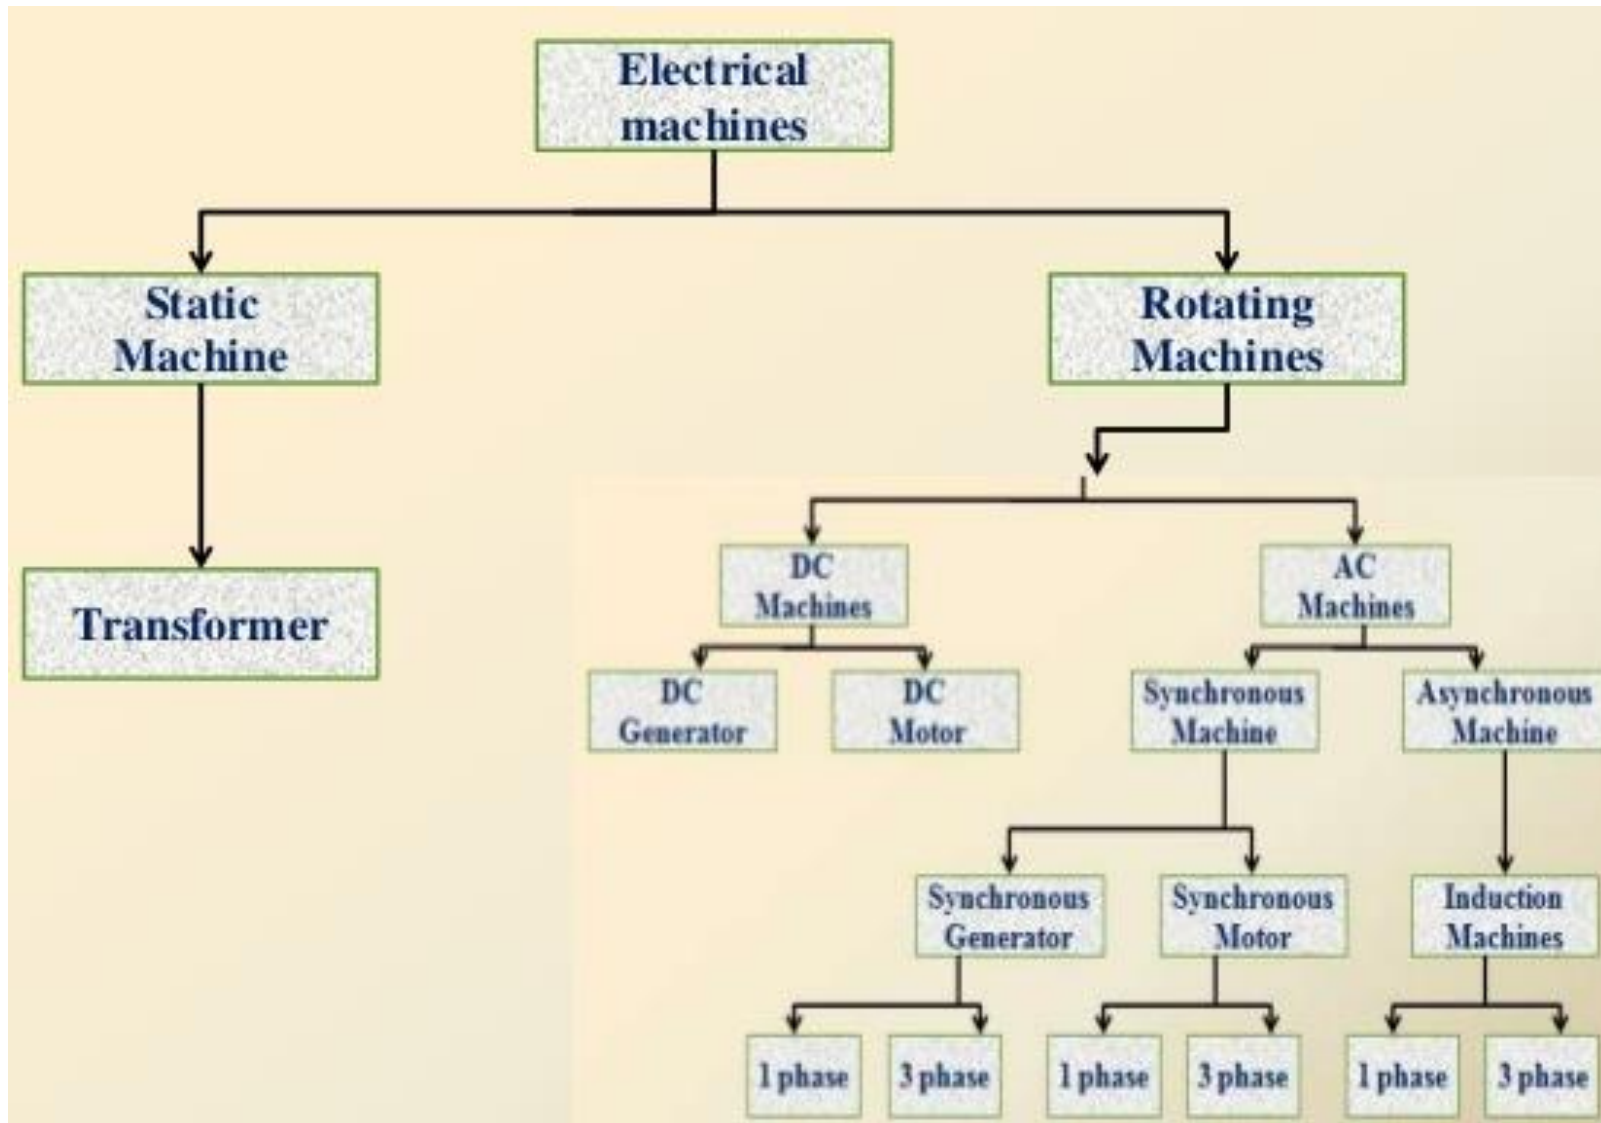 Electrical
machines
Static
Machine
Rotating
Machines
Transformer
DC
Machines
AC
Machines
DC
Generator
DC
Motor
Synchronous
Machine
Asynchronous
Machine
Synchronous
Generator
Synchronous
Motor
Induction
Machines
1 phase
3 phase
1 phase
3 phase
1 phase
3 phase